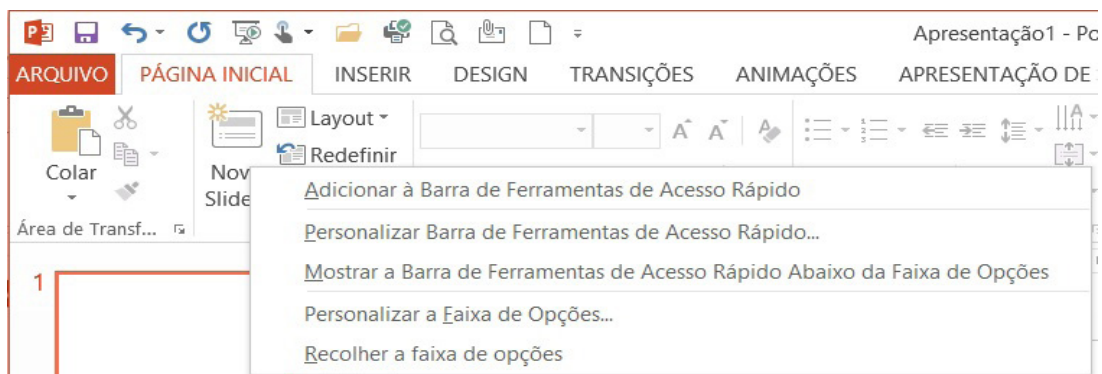 Apresentação1 - Po
ARQUIVO PÁGINA INICIAL INSERIR DESIGN TRANSIÇÕES ANIMAÇÕES APRESENTAÇÃO DE
Colar
Nov
Slide
Layout
Redefinir
Área de Transf...
Adicionar à Barra de Ferramentas de Acesso Rápido
Personalizar Barra de Ferramentas de Acesso Rápido...
Mostrar a Barra de Ferramentas de Acesso Rápido Abaixo da Faixa de Opções
Personalizar a Faixa de Opções...
Recolher a faixa de opções
1